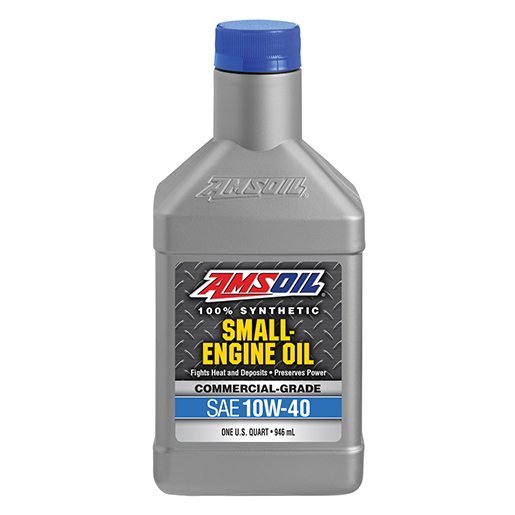 AMSOIL
AMSOIL®
100% SYNTHETIC
SMALL-
ENGINE OIL
Fights Heat and Deposits • Preserves Power
COMMERCIAL-GRADE
SAE 10W-40
ONE U.S. QUART • 946 mL